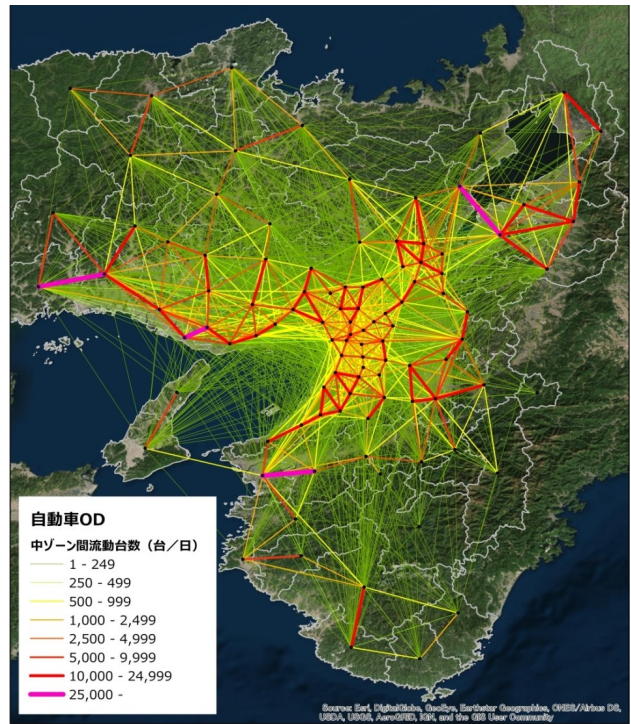 自動車OD
中ゾーン間流動台数（台／日）
1 - 249
250 - 499
500 - 999
1,000 - 2,499
2,500 - 4,999
5,000 - 9,999
10,000 - 24,999
25,000 -
Source: Esri, DigitalGlobe, GeoEye, Earthstar Geographics, CNES/Airbus DS,
USDA, USGS, AeroGRID, IGN, and the GIS User Community